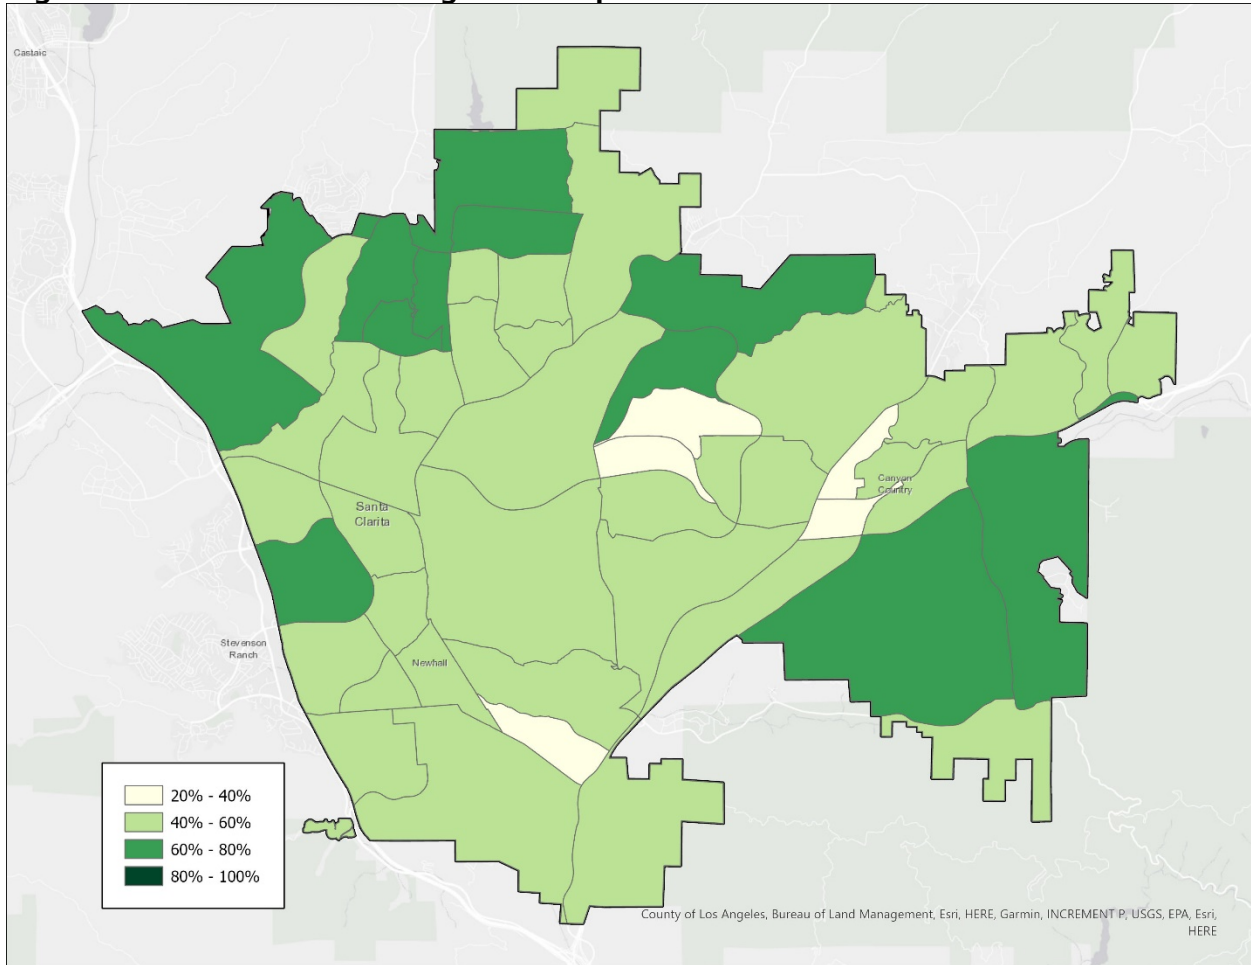 Castaic
Santa
Clarita
Canyon
Country
Stevenson
Ranch
Newhall
20% - 40%
40% - 60%
60% - 80%
80% - 100%
County of Los Angeles, Bureau of Land Management, Esri, HERE, Garmin, INCREMENT P, USGS, EPA, Esri,
HERE